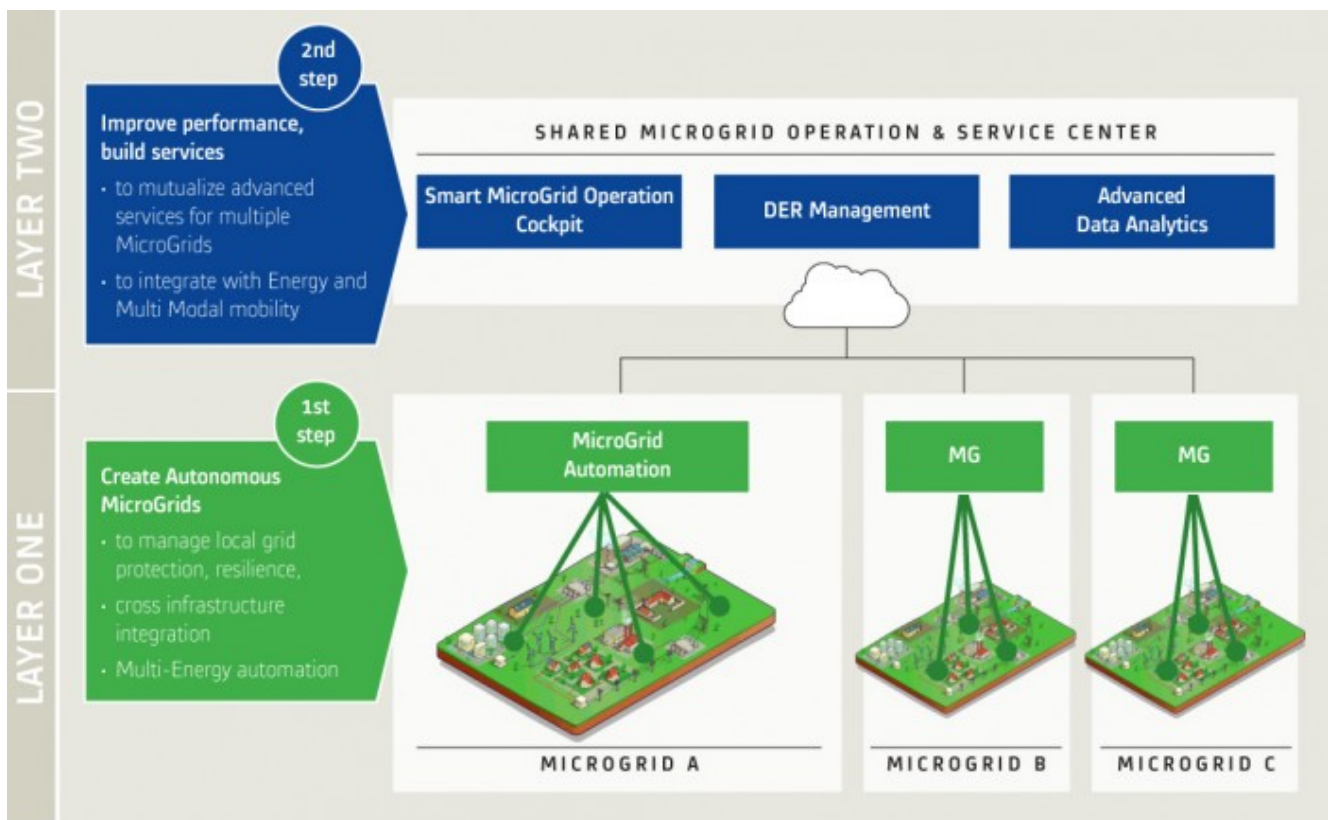 LAYER TWO
2nd
step
Improve performance,
build services
• to mutualize advanced
services for multiple
MicroGrids
• to integrate with Energy and
Multi Modal mobility
SHARED MICROGRID OPERATION & SERVICE CENTER
Smart MicroGrid Operation
Cockpit
DER Management
Advanced
Data Analytics
LAYER ONE
1st
step
Create Autonomous
MicroGrids
• to manage local grid
protection, resilience,
• cross infrastructure
integration
• Multi-Energy automation
MicroGrid
Automation
MG
MG
MICROGRID A
MICROGRID B
MICROGRID C